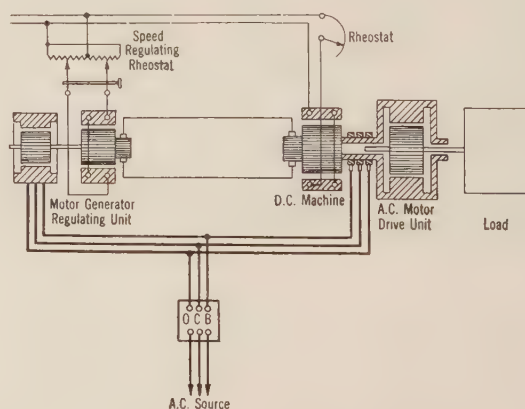 Speed
Regulating
Rheostat
Rheostat
Motor Generator
Regulating Unit
D.C. Machine
A.C. Motor
Drive Unit
Load
O C B
A.C. Source